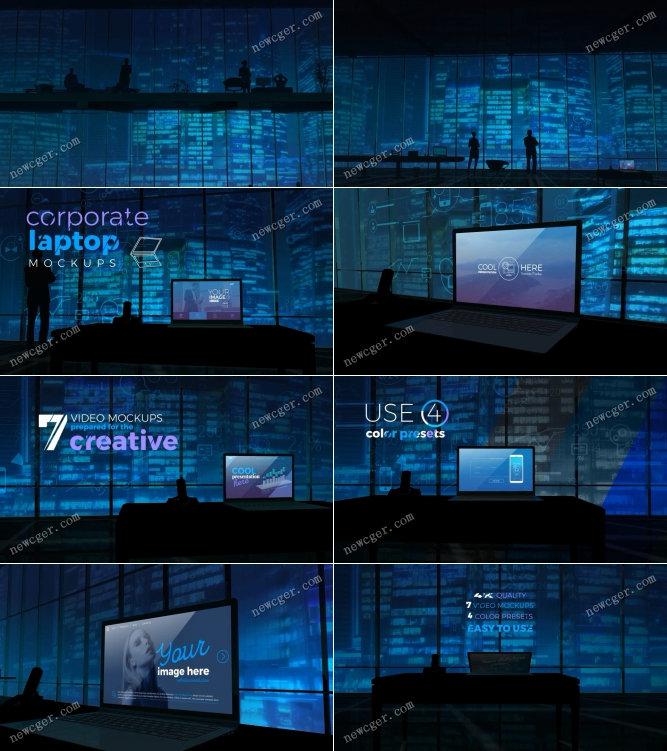 newcger.com
newcger.com
newcger.com
newcger.com
corporate
laptop
MOCKUPS
YOUR
IMAGE
newcger.com
newcger.com
COOL HERE
newcger.com
newcger.com
7 VIDEO MOCKUPS
prepared for the
creative
COOL
presentation
here
newcger.com
newcger.com
USE 4
color presets
newcger.com
newcger.com
Your
image here
newcger.com
newcger.com
4K QUALITY
7 VIDEO MOCKUPS
4 COLOR PRESETS
EASY TO USE
newcger.com
newcger.com